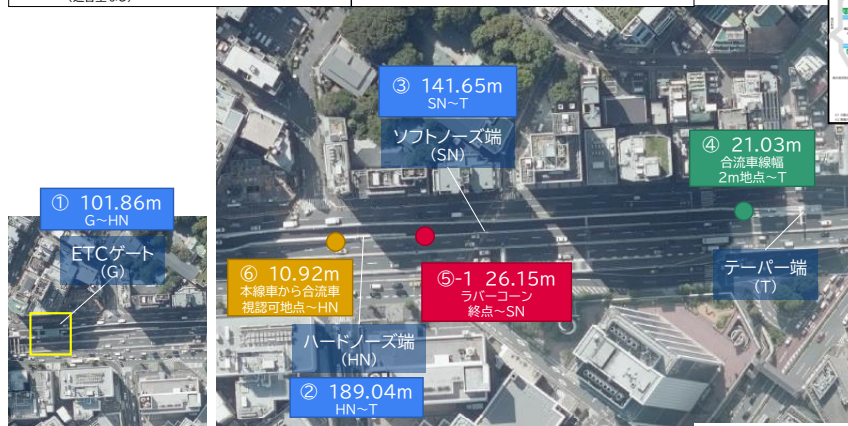 ③ 141.65m
SN~T
ソフトノーズ端
(SN)
④ 21.03m
合流車線幅
2m地点~T
① 101.86m
G~HN
ETCゲート
(G)
⑥ 10.92m
本線車から合流車
視認可地点~HN
⑤-1 26.15m
ラバーコーン
終点~SN
テーパー端
(T)
ハードノーズ端
(HN)
② 189.04m
HN~T